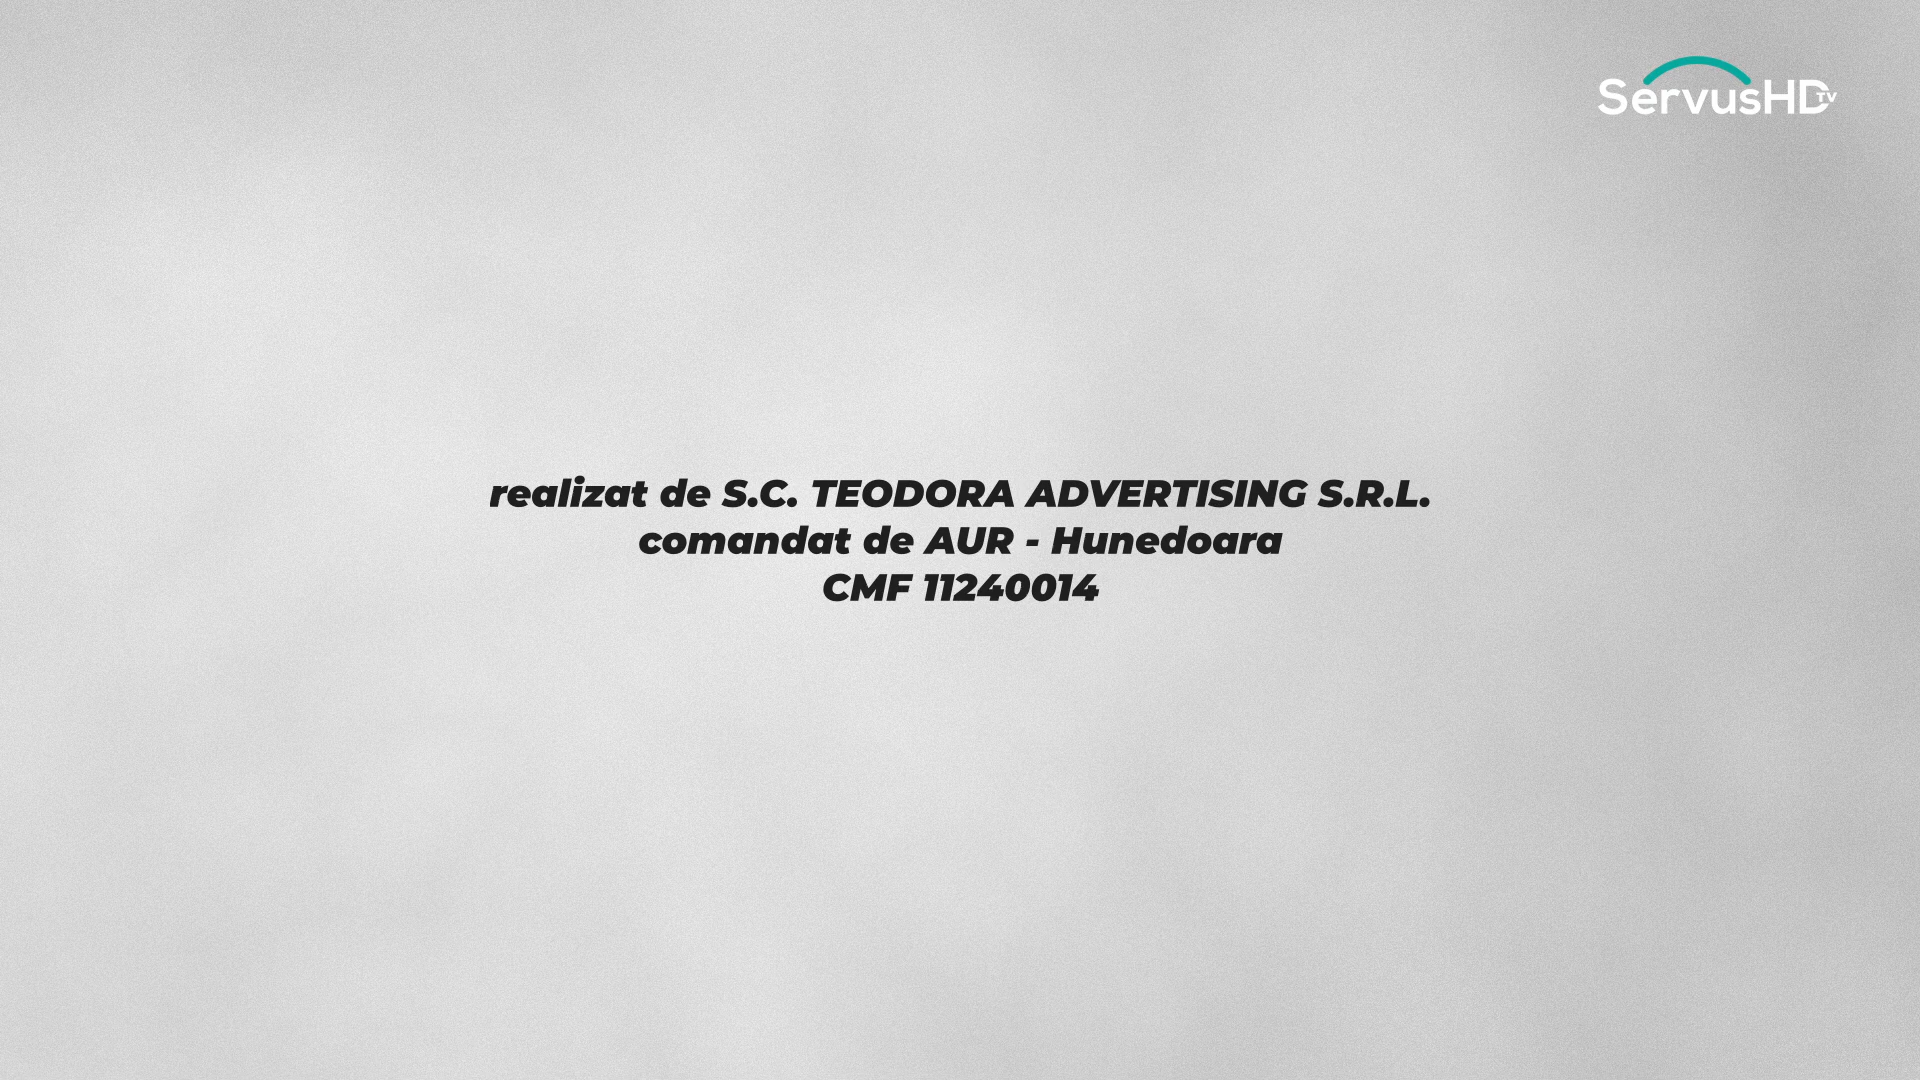 ServusHD TV
realizat de S.C. TEODORA ADVERTISING S.R.L.
comandat de AUR - Hunedoara
CMF 11240014